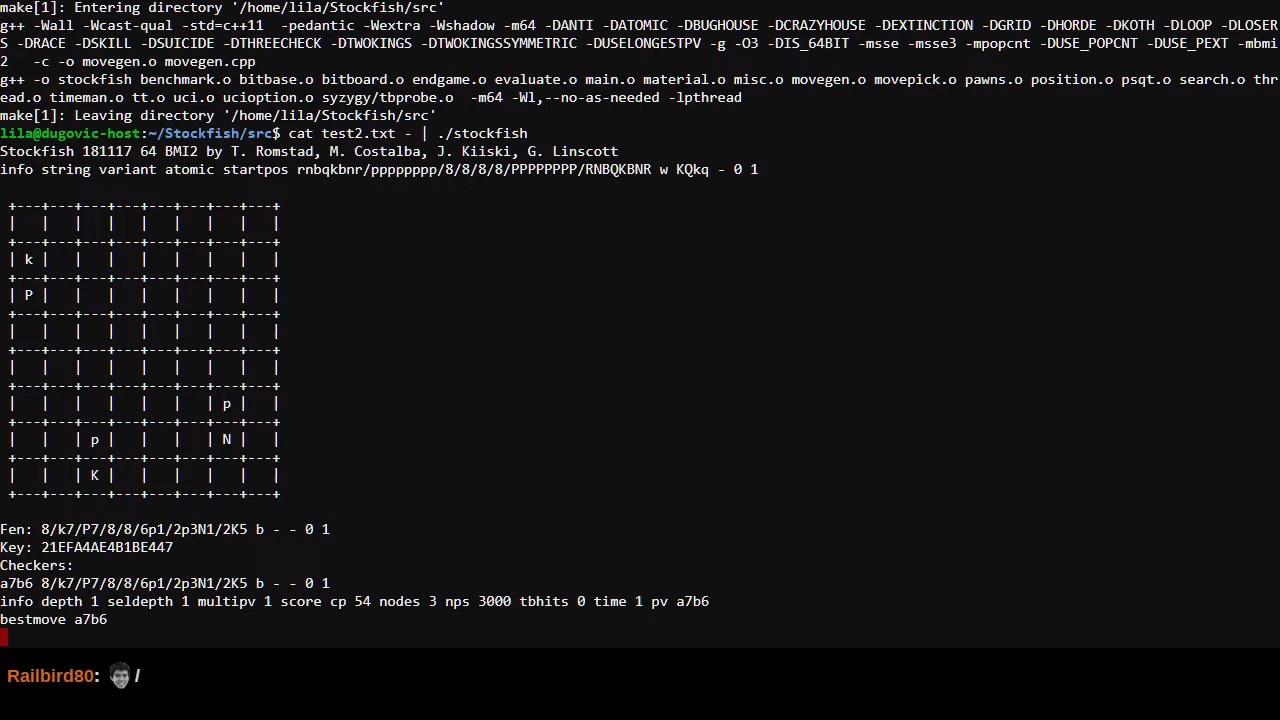 make[1]: Entering directory '/home/lila/Stockfish/src'
g++ -Wall -Wcast-qual -std=c++11  -pedantic -Wextra -Wshadow -m64 -DANTI -DATOMIC -DBUGHOUSE -DCRAZYHOUSE -DEXTINCTION -DGRID -DHORDE -DKOTH -DLOOP -DLOSER
S -DRACE -DSKILL -DSUICIDE -DTHREECHECK -DTWOKINGS -DTWOKINGSSYMMETRIC -DUSELONGESTPV -g -O3 -DIS_64BIT -msse -msse3 -mpopcnt -DUSE_POPCNT -DUSE_PEXT -mbmi
2   -c -o movegen.o movegen.cpp
g++ -o stockfish benchmark.o bitbase.o bitboard.o endgame.o evaluate.o main.o material.o misc.o movegen.o movepick.o pawns.o position.o psqt.o search.o thr
ead.o timeman.o tt.o uci.o ucioption.o syzygy/tbprobe.o  -m64 -Wl,--no-as-needed -lpthread
make[1]: Leaving directory '/home/lila/Stockfish/src'
lila@dugovic-host:~/Stockfish/src$ cat test2.txt - | ./stockfish
Stockfish 181117 64 BMI2 by T. Romstad, M. Costalba, J. Kiiski, G. Linscott
info string variant atomic startpos rnbqkbnr/pppppppp/8/8/8/8/PPPPPPPP/RNBQKBNR w KQkq - 0 1
+---+---+---+---+---+---+---+---+
|   |   |   |   |   |   |   |   |
+---+---+---+---+---+---+---+---+
| k |   |   |   |   |   |   |   |
+---+---+---+---+---+---+---+---+
| P |   |   |   |   |   |   |   |
+---+---+---+---+---+---+---+---+
|   |   |   |   |   |   |   |   |
+---+---+---+---+---+---+---+---+
|   |   |   |   |   |   |   |   |
+---+---+---+---+---+---+---+---+
|   |   |   |   |   |   | p |   |
+---+---+---+---+---+---+---+---+
|   |   | p |   |   |   | N |   |
+---+---+---+---+---+---+---+---+
|   |   | K |   |   |   |   |   |
+---+---+---+---+---+---+---+---+
Fen: 8/k7/P7/8/8/6p1/2p3N1/2K5 b - - 0 1
Key: 21EFA4AE4B1BE447
Checkers:
a7b6 8/k7/P7/8/8/6p1/2p3N1/2K5 b - - 0 1
info depth 1 seldepth 1 multipv 1 score cp 54 nodes 3 nps 3000 tbhits 0 time 1 pv a7b6
bestmove a7b6
Railbird80: /